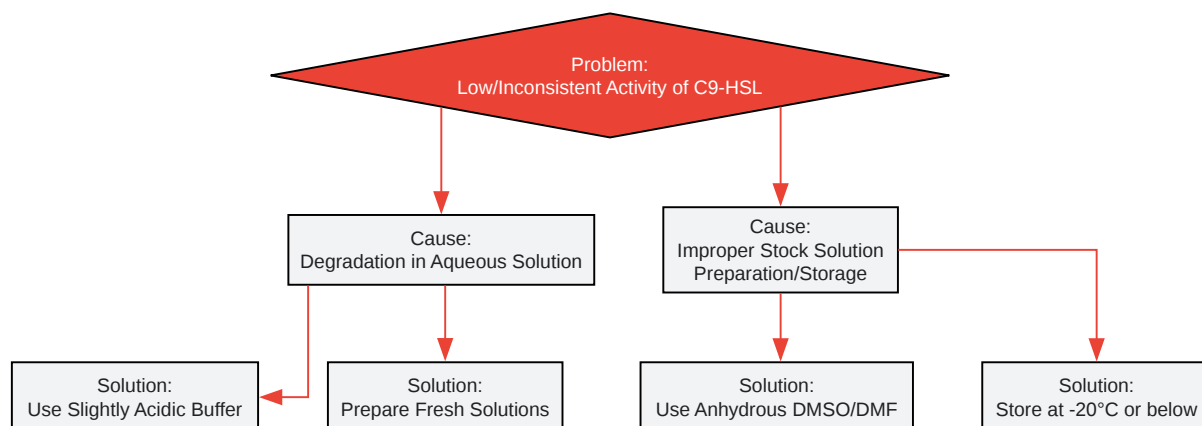 Problem:
Low/Inconsistent Activity of C9-HSL
Cause:
Degradation in Aqueous Solution
Cause:
Improper Stock Solution
Preparation/Storage
Solution:
Use Slightly Acidic Buffer
Solution:
Prepare Fresh Solutions
Solution:
Use Anhydrous DMSO/DMF
Solution:
Store at -20°C or below